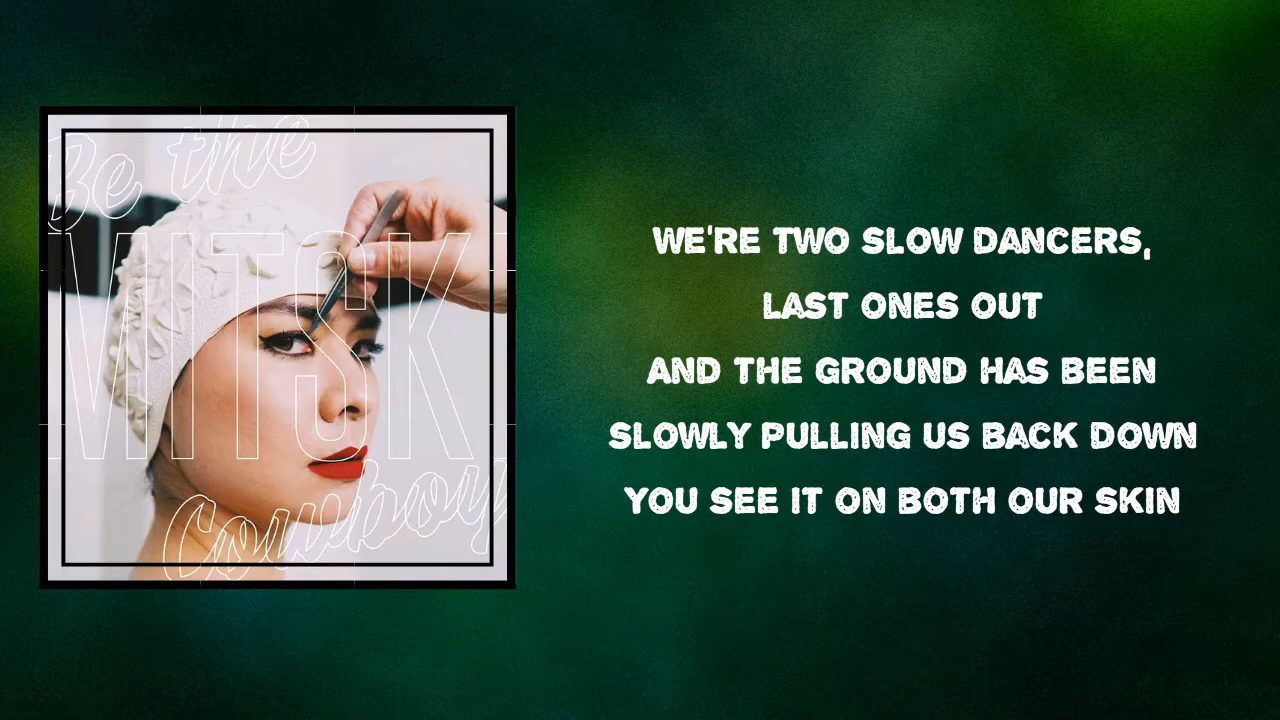 Be the
MITSKI
Cowboy
WE'RE TWO SLOW DANCERS,
LAST ONES OUT
AND THE GROUND HAS BEEN
SLOWLY PULLING US BACK DOWN
YOU SEE IT ON BOTH OUR SKIN